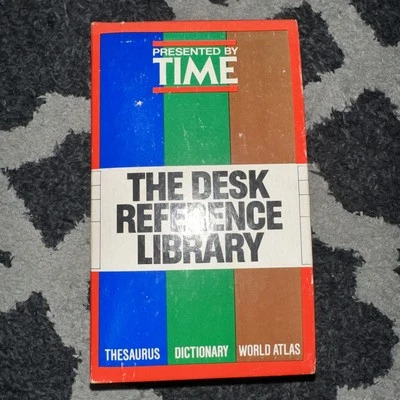 PRESENTED BY
TIME
THE DESK
REFERENCE
LIBRARY
THESAURUS DICTIONARY WORLD ATLAS